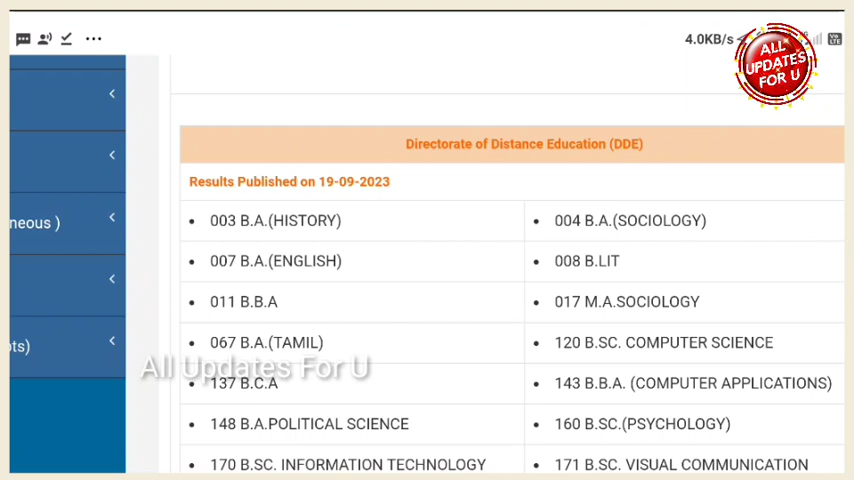 4.0KB/s
ALL
UPDATES
FOR U
Directorate of Distance Education (DDE)
Results Published on 19-09-2023
003 B.A.(HISTORY)
004 B.A.(SOCIOLOGY)
neous )
007 B.A.(ENGLISH)
008 B.LIT
011 B.B.A
017 M.A.SOCIOLOGY
067 B.A.(TAMIL)
120 B.SC. COMPUTER SCIENCE
ots)
All Updates For U
137 B.C.A
143 B.B.A. (COMPUTER APPLICATIONS)
148 B.A.POLITICAL SCIENCE
160 B.SC.(PSYCHOLOGY)
170 B.SC. INFORMATION TECHNOLOGY
171 B.SC. VISUAL COMMUNICATION